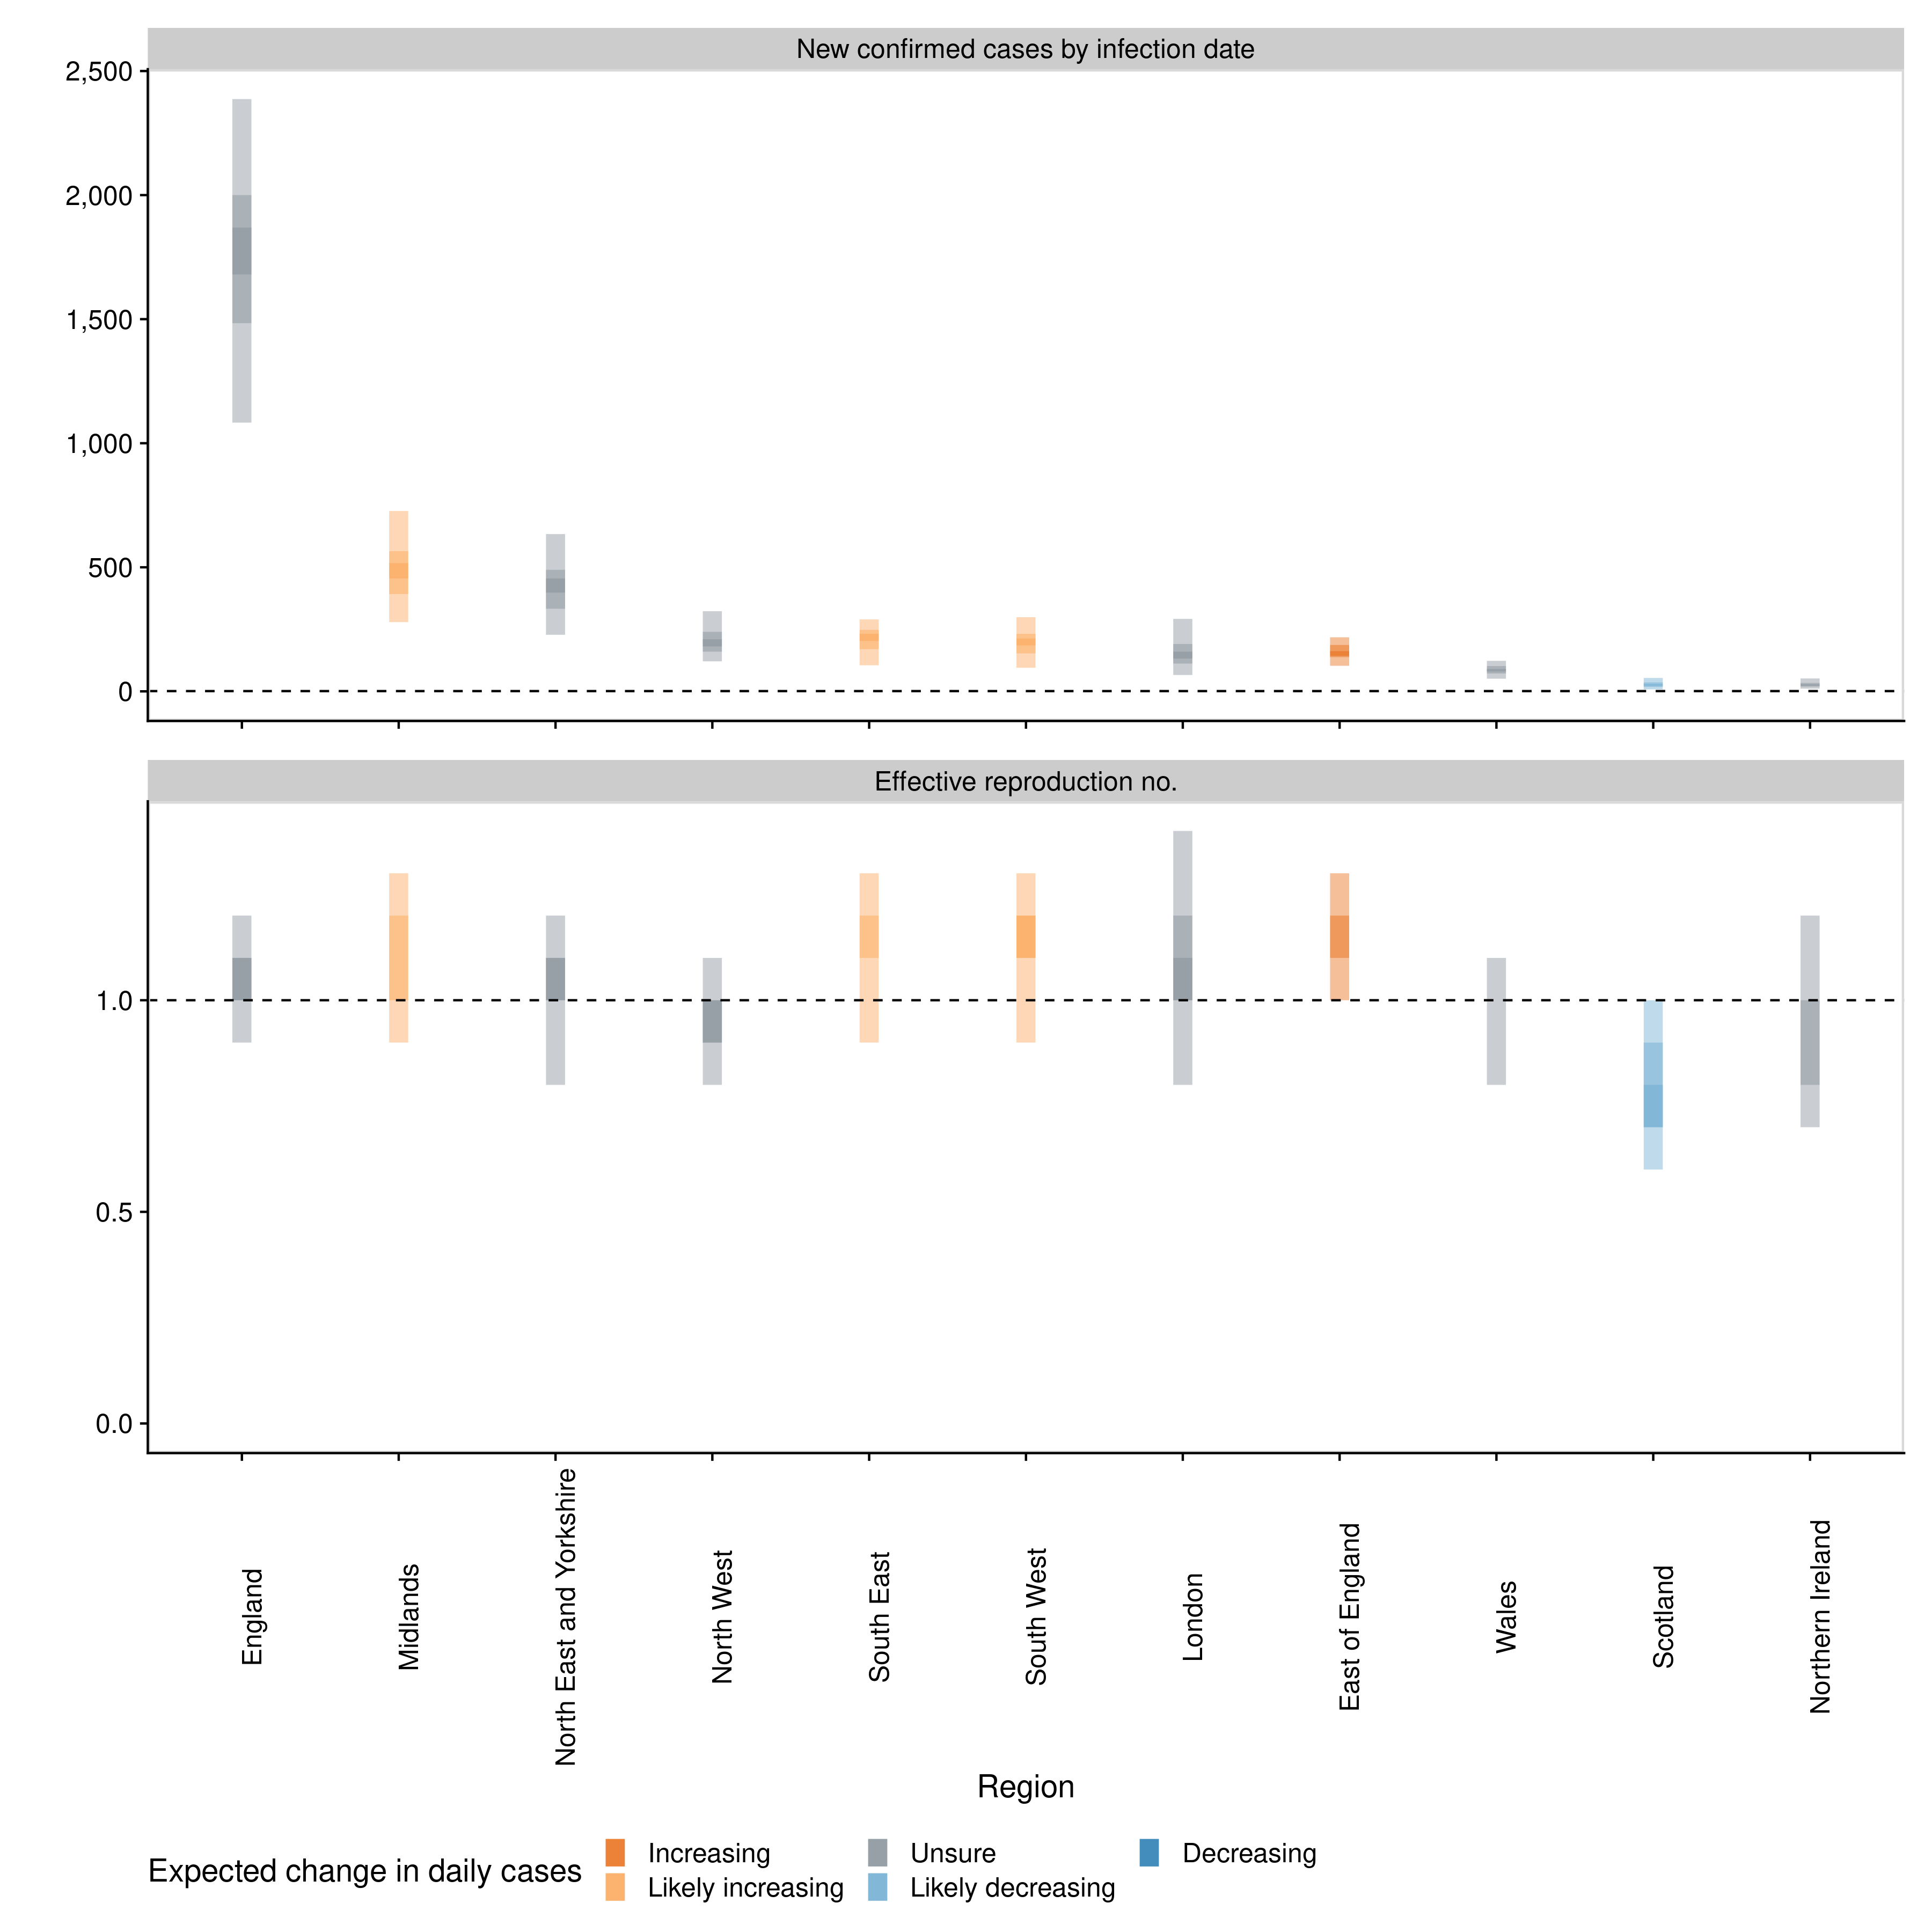 New confirmed cases by infection date
2,500
2,000
1,500
1,000
500
0
Effective reproduction no.
1.0
0.5
0.0
England
Midlands
North East and Yorkshire
North West
South East
South West
London
East of England
Wales
Scotland
Northern Ireland
Region
Expected change in daily cases
Increasing
Likely increasing
Unsure
Likely decreasing
Decreasing